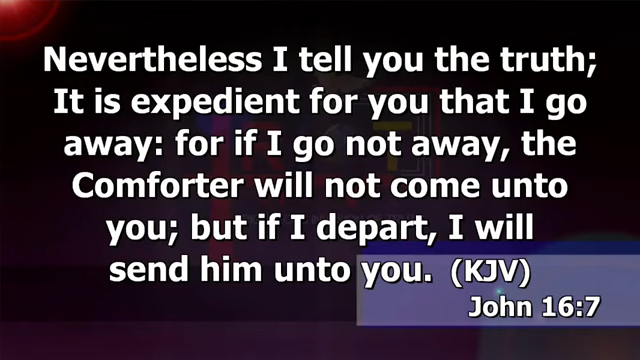 Nevertheless I tell you the truth;
It is expedient for you that I go
away: for if I go not away, the
Comforter will not come unto
you; but if I depart, I will
send him unto you. (KJV)
John 16:7